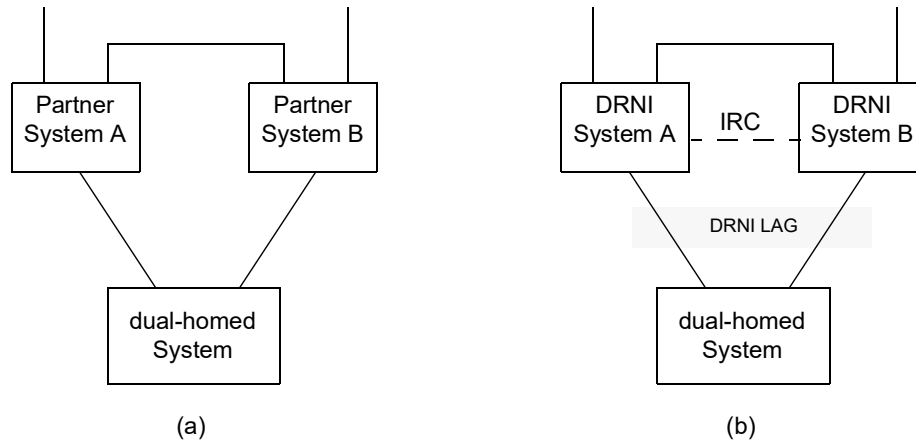 Partner
System A
Partner
System B
dual-homed
System
(a)
DRNI
System A
IRC
DRNI
System B
DRNI LAG
dual-homed
System
(b)